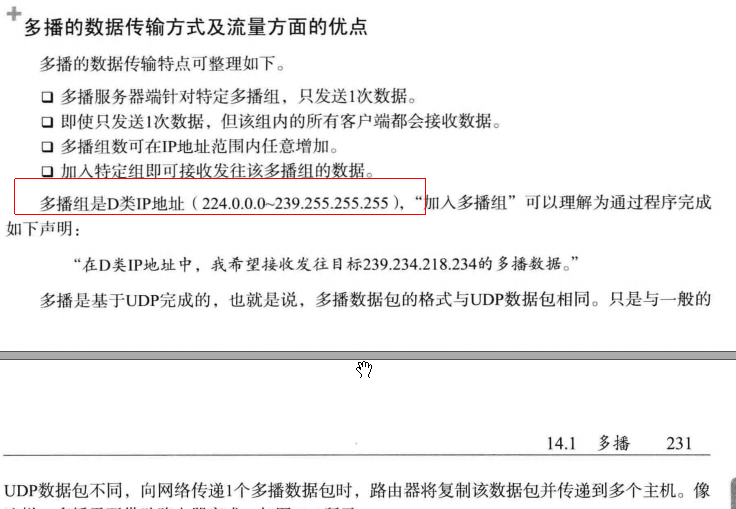 多播的数据传输方式及流量方面的优点
多播的数据传输特点可整理如下。
❑ 多播服务器端针对特定多播组，只发送1次数据。
❑ 即使只发送1次数据，但该组内的所有客户端都会接收数据。
❑ 多播组数可在IP地址范围内任意增加。
❑ 加入特定组即可接收发往该多播组的数据。
多播组是D类IP地址（224.0.0.0~239.255.255.255），“加入多播组”可以理解为通过程序完成
如下声明：
“在D类IP地址中，我希望接收发往目标239.234.218.234的多播数据。”
多播是基于UDP完成的，也就是说，多播数据包的格式与UDP数据包相同。只是与一般的
14.1 多播 231
UDP数据包不同，向网络传递1个多播数据包时，路由器将复制该数据包并传递到多个主机。像